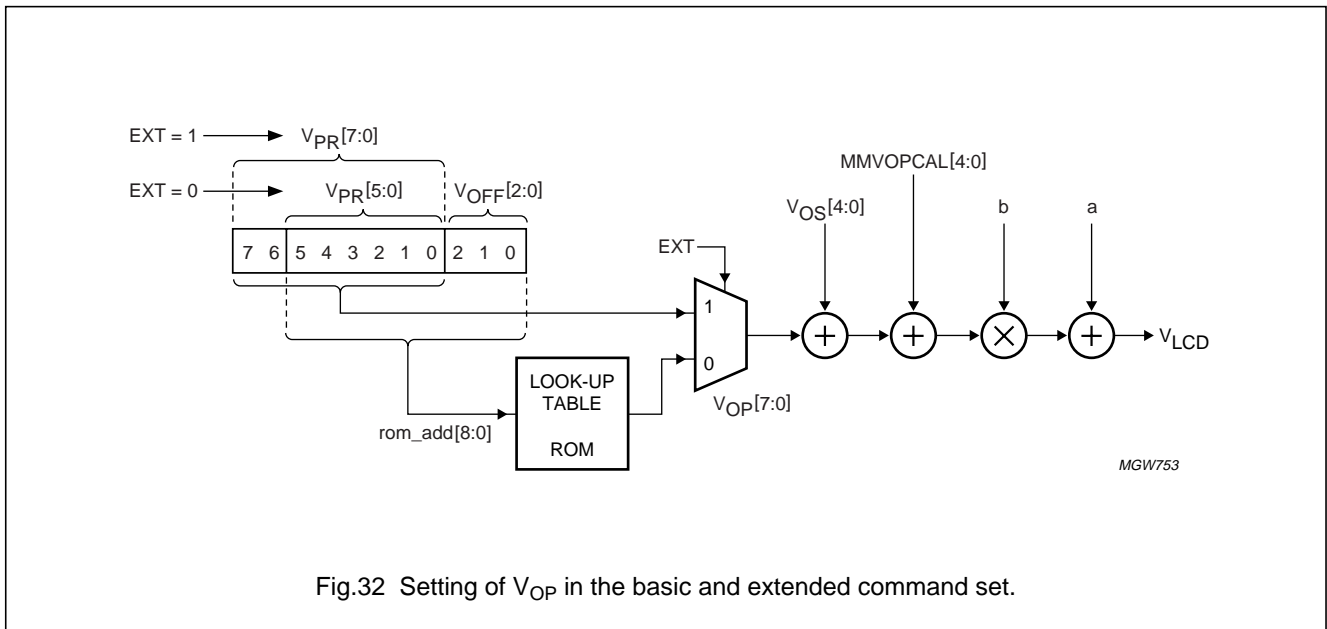 EXT = 1
VPR[7:0]
EXT = 0
VPR[5:0] VOFF[2:0]
7 6 5 4 3 2 1 0 2 1 0
MMVOPCAL[4:0]
VOS[4:0]
b
a
EXT
1
0
VOP[7:0]
rom_add[8:0]
LOOK-UP
TABLE
ROM
+ + × +
VLCD
MGW753
Fig.32 Setting of VOP in the basic and extended command set.